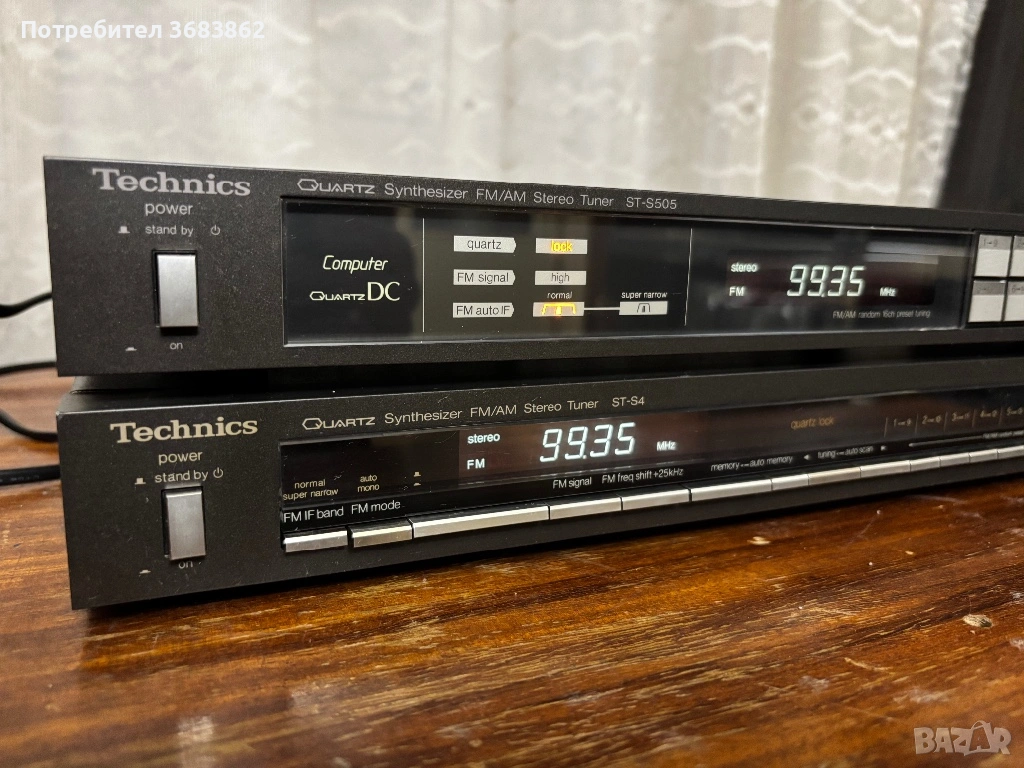 Потребител 3683862
Technics
QUARTZ Synthesizer FM/AM Stereo Tuner ST-S505
power
stand by
on
Computer
QUARTZ DC
quartz lock
FM signal high
normal super narrow
FM auto IF
stereo
FM 99.35 MHz
FM/AM random 16ch preset tuning
Technics
QUARTZ Synthesizer FM/AM Stereo Tuner ST-S4
power
stand by
on
normal
super narrow
auto
mono
FM IF band FM mode
stereo
FM 99.35 MHz
quartz lock
FM signal FM freq shift +25kHz memory auto memory tuning auto scan
BAZAR